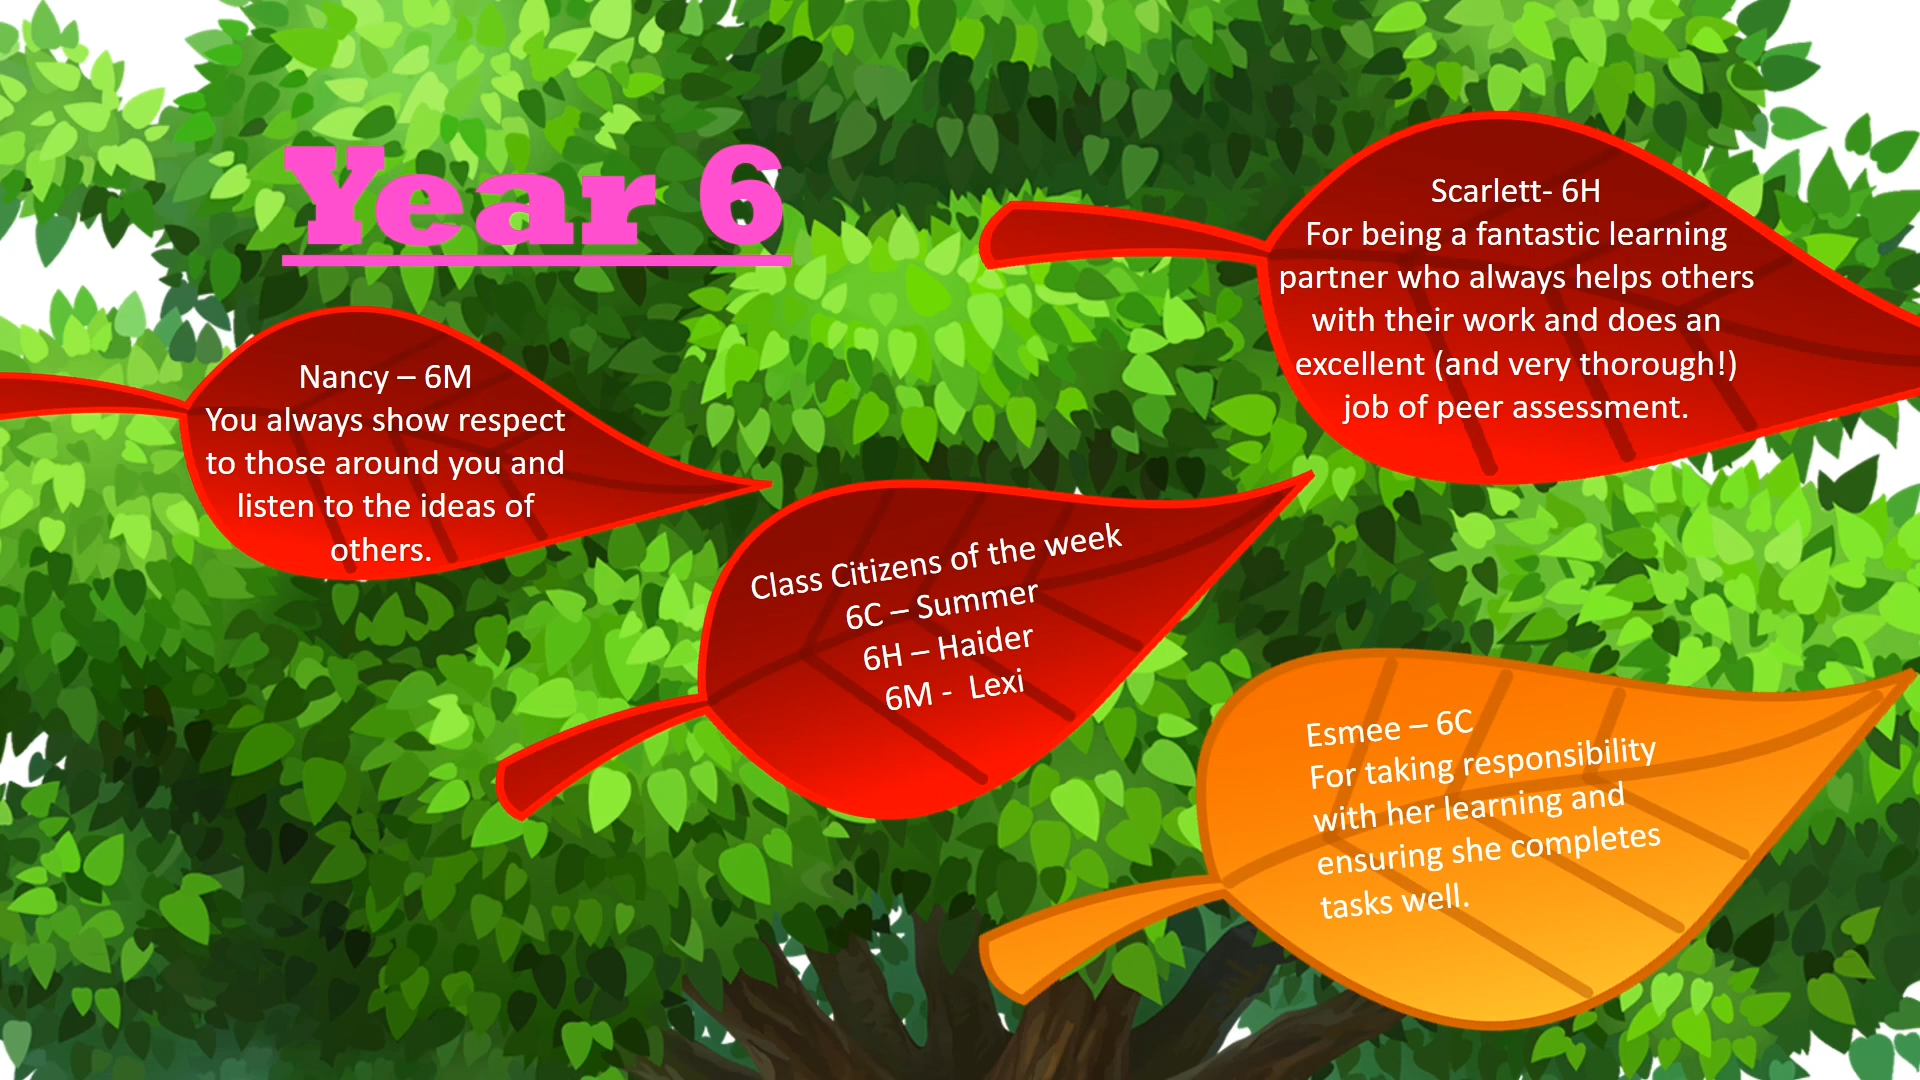 Year 6
Scarlett- 6H
For being a fantastic learning
partner who always helps others
with their work and does an
excellent (and very thorough!)
job of peer assessment.
Nancy – 6M
You always show respect
to those around you and
listen to the ideas of
others.
Class Citizens of the week
6C – Summer
6H – Haider
6M -  Lexi
Esmee – 6C
For taking responsibility
with her learning and
ensuring she completes
tasks well.